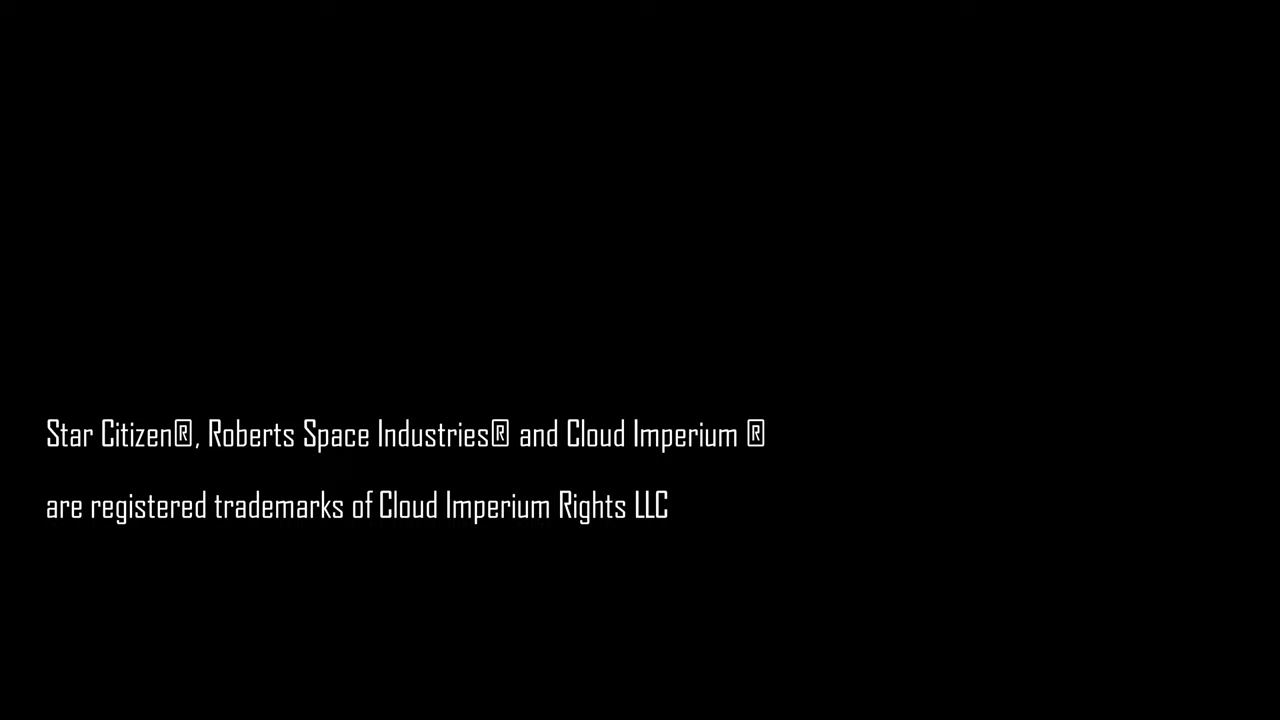 Star Citizen®, Roberts Space Industries® and Cloud Imperium ®
are registered trademarks of Cloud Imperium Rights LLC